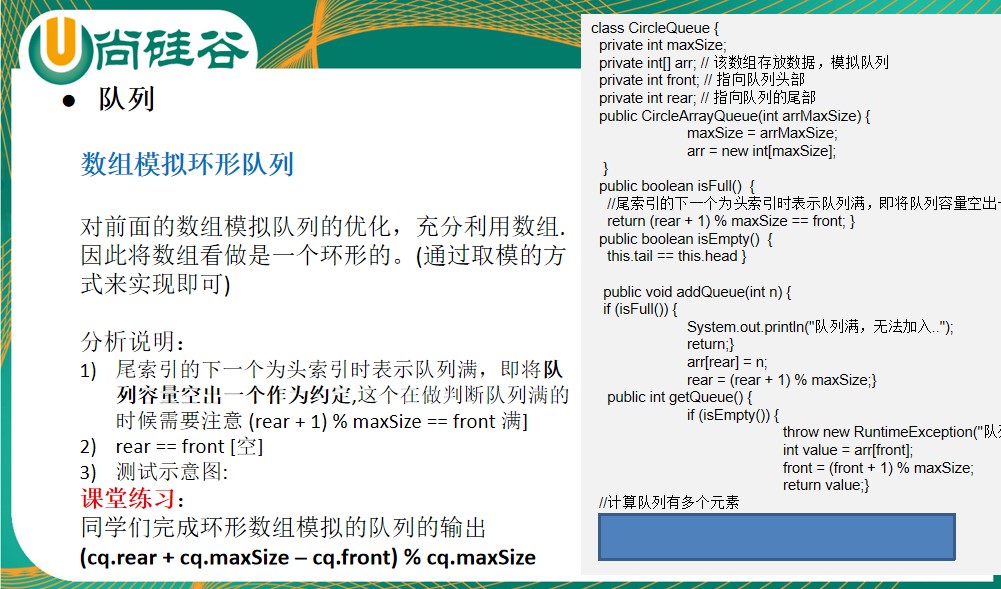 尚硅谷
● 队列
数组模拟环形队列
对前面的数组模拟队列的优化，充分利用数组.
因此将数组看做是一个环形的。(通过取模的方
式来实现即可)
分析说明：
1) 尾索引的下一个为头索引时表示队列满，即将队
列容量空出一个作为约定,这个在做判断队列满的
时候需要注意 (rear + 1) % maxSize == front 满]
2) rear == front [空]
3) 测试示意图:
课堂练习：
同学们完成环形数组模拟的队列的输出
(cq.rear + cq.maxSize – cq.front) % cq.maxSize
class CircleQueue {
private int maxSize;
private int[] arr; // 该数组存放数据，模拟队列
private int front; // 指向队列头部
private int rear; // 指向队列的尾部
public CircleArrayQueue(int arrMaxSize) {
maxSize = arrMaxSize;
arr = new int[maxSize];
}
public boolean isFull() {
//尾索引的下一个为头索引时表示队列满，即将队列容量空出
return (rear + 1) % maxSize == front; }
public boolean isEmpty() {
this.tail == this.head }
public void addQueue(int n) {
if (isFull()) {
System.out.println("队列满，无法加入..");
return;}
arr[rear] = n;
rear = (rear + 1) % maxSize;}
public int getQueue() {
if (isEmpty()) {
throw new RuntimeException("队
int value = arr[front];
front = (front + 1) % maxSize;
return value;}
//计算队列有多个元素